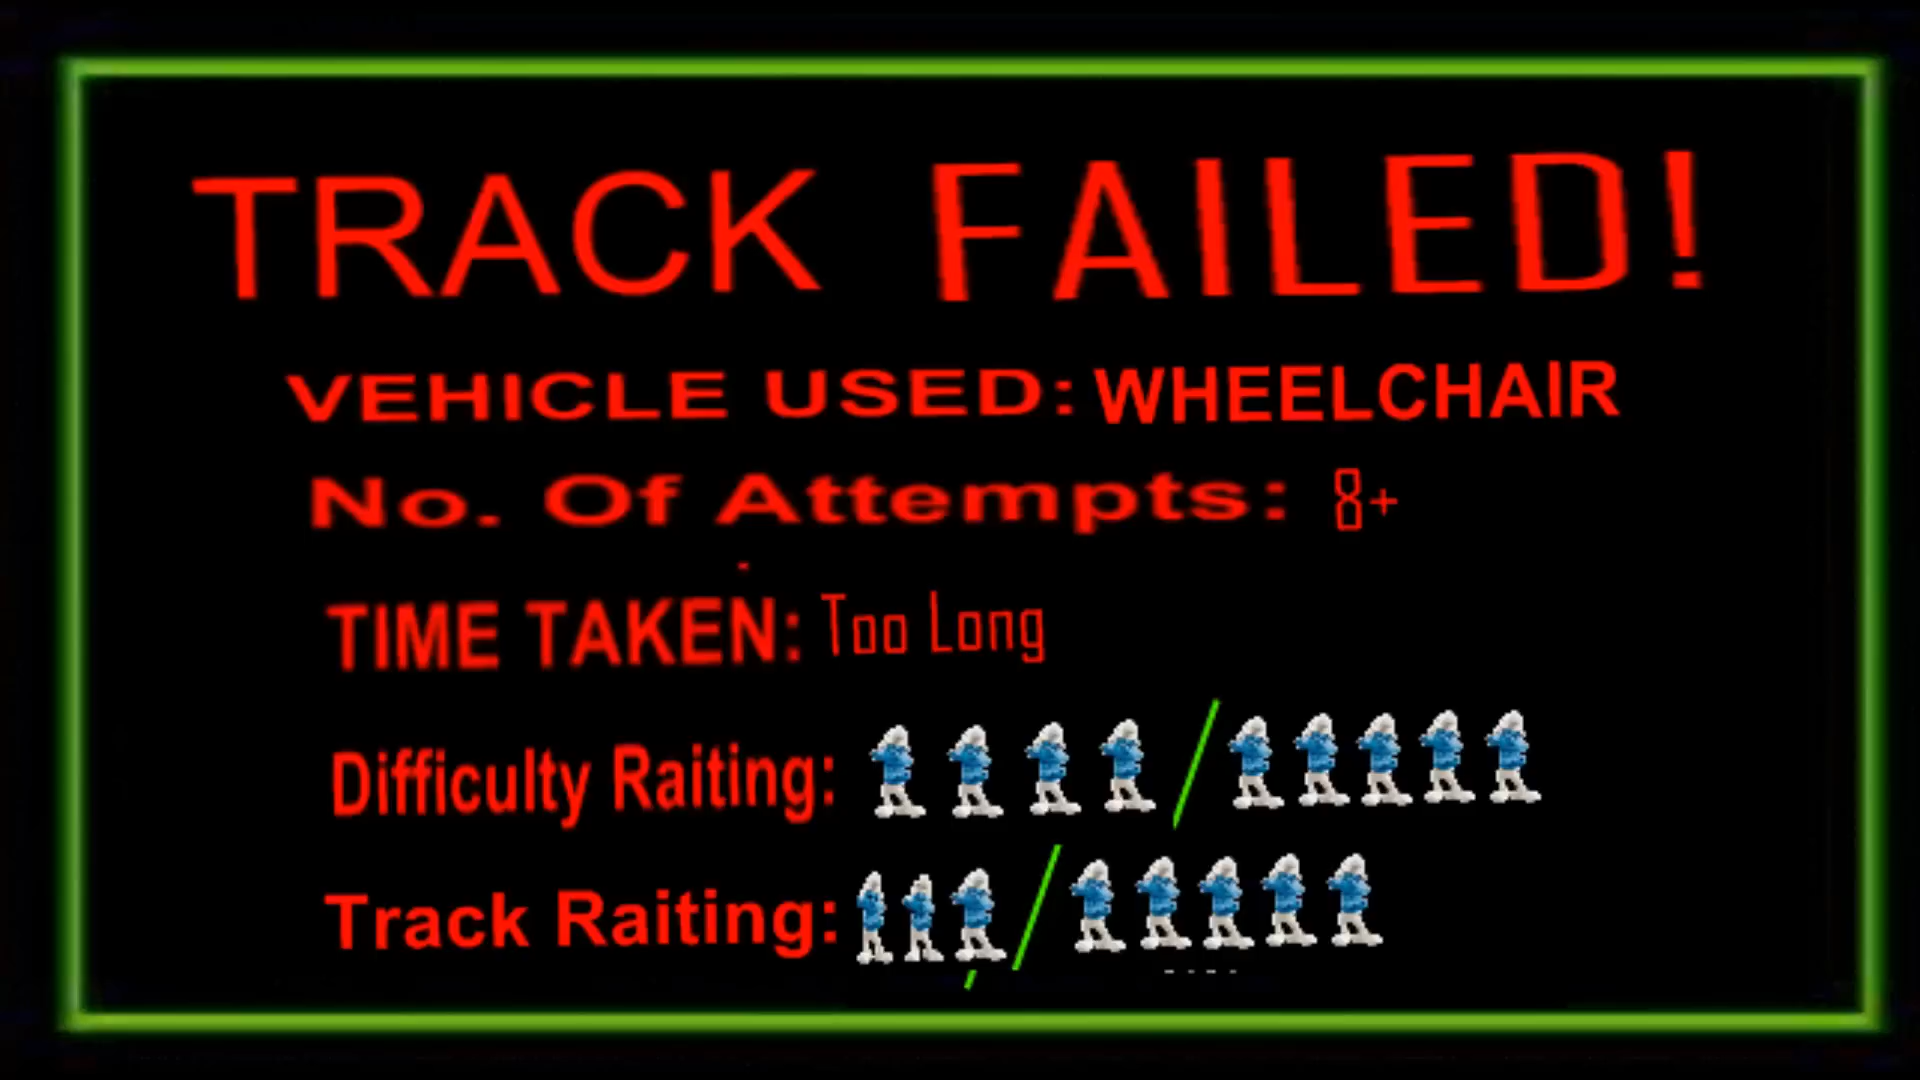 TRACK FAILED!
VEHICLE USED: WHEELCHAIR
No. Of Attempts: 8+
TIME TAKEN: Too Long
Difficulty Raiting: /
Track Raiting: /